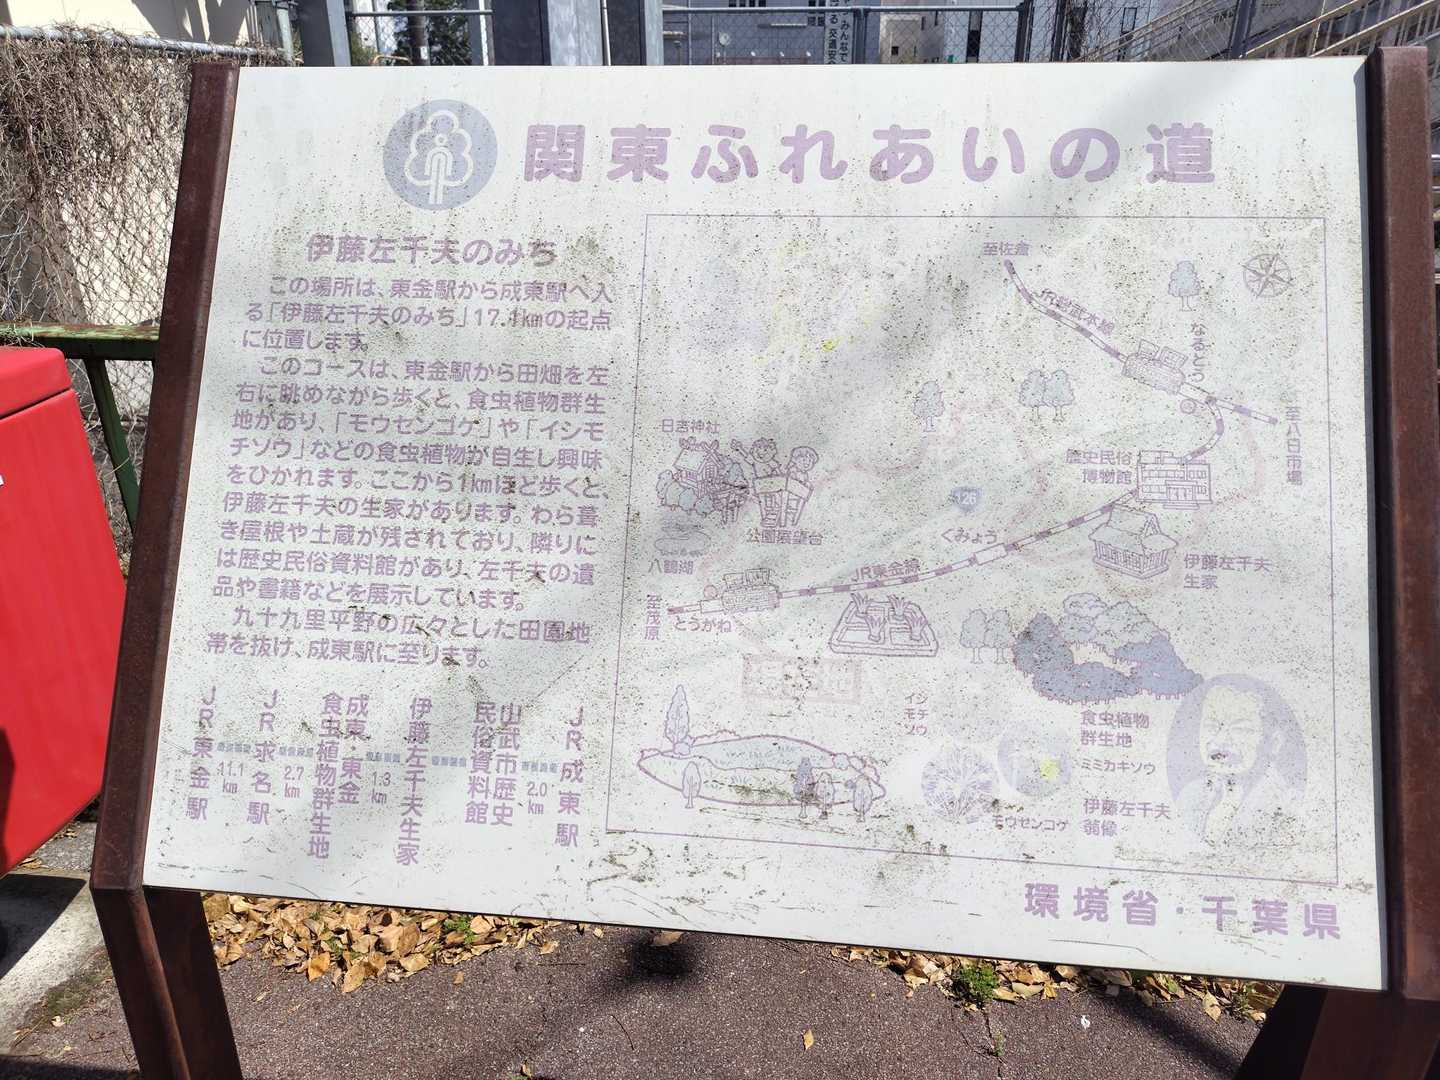 関東ふれあいの道
伊藤左千夫のみち
この場所は、東金駅から成東駅へ入
る「伊藤左千夫のみち」17.1kmの起点
に位置します。
このコースは、東金駅から田畑を左
右に眺めながら歩くと、食虫植物群生
地があり、「モウセンゴケ」や「イシモ
チソウ」などの食虫植物が自生し興味
をひかれます。ここから1kmほど歩くと、
伊藤左千夫の生家があります。わら葺
き屋根や土蔵が残されており、隣りに
は歴史民俗資料館があり、左千夫の遺
品や書籍などを展示しています。
九十九里平野の広々とした田園地
帯を抜け、成東駅に至ります。
JR東金駅
11.1km
JR求名駅
2.7km
成東・東金
食虫植物群生地
1.3km
伊藤左千夫生家
山武市歴史
民俗資料館
2.0km
JR成東駅
至佐倉
JR総武本線
なるとう
至八日市場
日吉神社
公園展望台
八鶴湖
至茂原
とうがね
JR東金線
くみょう
126
歴史民俗
博物館
伊藤左千夫
生家
食虫植物
群生地
イシモチソウ
ミミカキソウ
モウセンゴケ
伊藤左千夫
翁像
環境省・千葉県